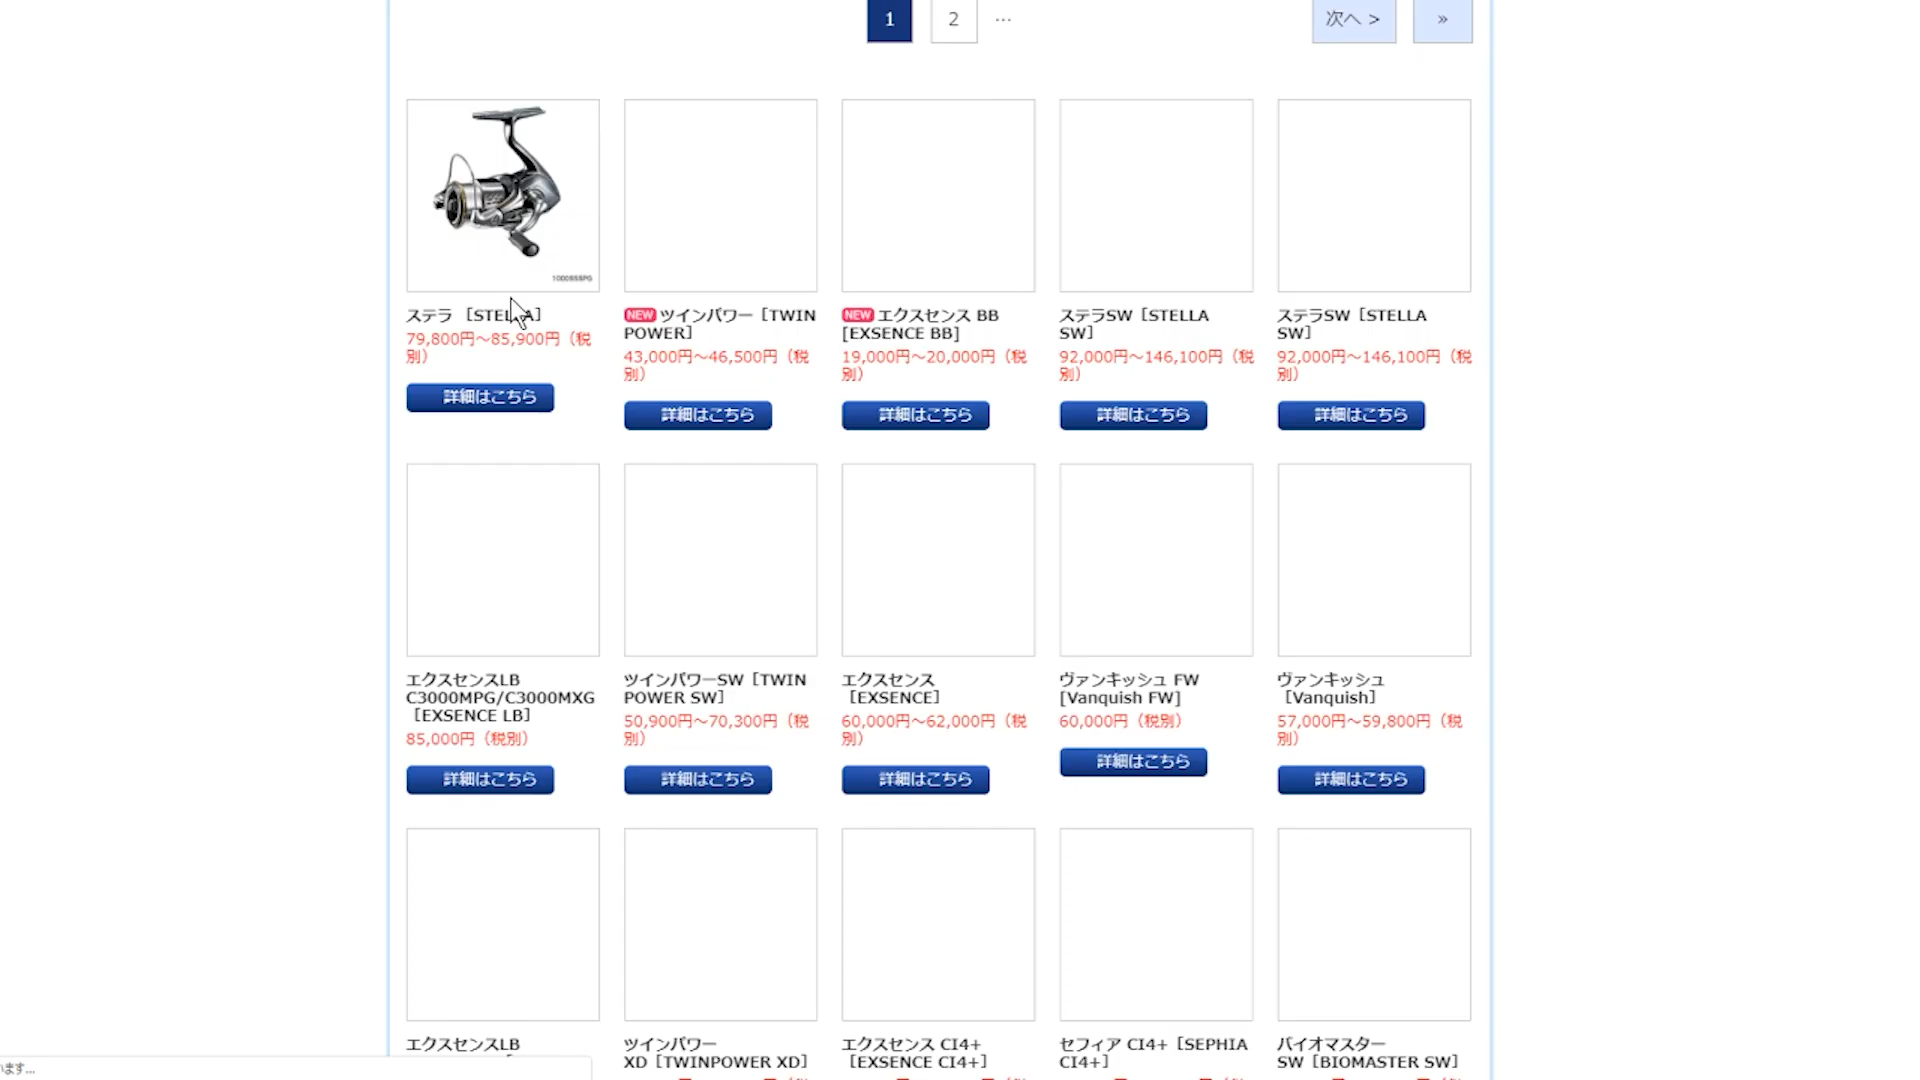 1 2 … 次へ > »
1000SSSPG
ステラ ［STELLA］
79,800円～85,900円（税
別）
詳細はこちら
NEW ツインパワー［TWIN
POWER］
43,000円～46,500円（税
別）
詳細はこちら
NEW エクスセンス BB
[EXSENCE BB]
19,000円～20,000円（税
別）
詳細はこちら
ステラSW［STELLA
SW］
92,000円～146,100円（税
別）
詳細はこちら
ステラSW［STELLA
SW］
92,000円～146,100円（税
別）
詳細はこちら
エクスセンスLB
C3000MPG/C3000MXG
［EXSENCE LB］
85,000円（税別）
詳細はこちら
ツインパワーSW［TWIN
POWER SW］
50,900円～70,300円（税
別）
詳細はこちら
エクスセンス
［EXSENCE］
60,000円～62,000円（税
別）
詳細はこちら
ヴァンキッシュ FW
[Vanquish FW]
60,000円（税別）
詳細はこちら
ヴァンキッシュ
［Vanquish］
57,000円～59,800円（税
別）
詳細はこちら
エクスセンスLB
ツインパワー
XD［TWINPOWER XD］
エクスセンス CI4+
［EXSENCE CI4+］
セフィア CI4+［SEPHIA
CI4+］
バイオマスター
SW［BIOMASTER SW］
ます...